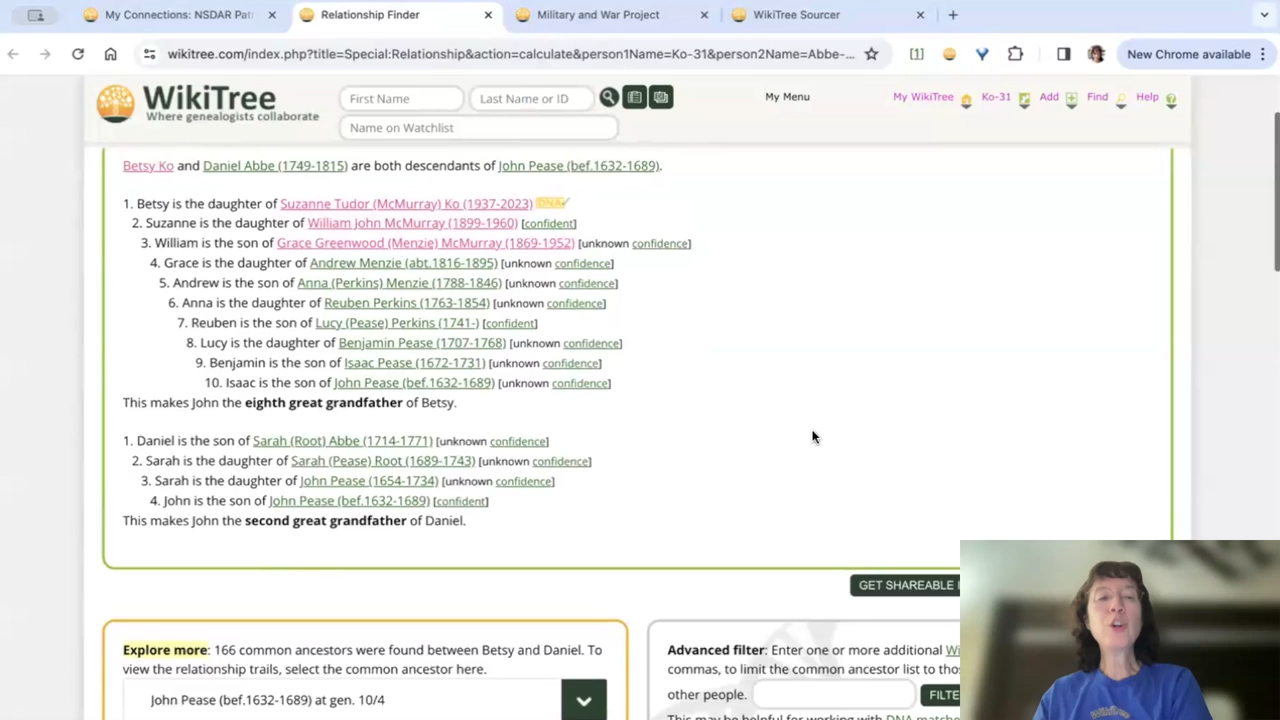 My Connections: NSDAR Pat
Relationship Finder
Military and War Project
WikiTree Sourcer
wikitree.com/index.php?title=Special:Relationship&action=calculate&person1Name=Ko-31&person2Name=Abbe-...
[1]
New Chrome available
WikiTree
Where genealogists collaborate
First Name
Last Name or ID
Name on Watchlist
My Menu
My WikiTree
Ko-31
Add
Find
Help
Betsy Ko and Daniel Abbe (1749-1815) are both descendants of John Pease (bef.1632-1689).
1. Betsy is the daughter of Suzanne Tudor (McMurray) Ko (1937-2023) DNA
2. Suzanne is the daughter of William John McMurray (1899-1960) [confident]
3. William is the son of Grace Greenwood (Menzie) McMurray (1869-1952) [unknown confidence]
4. Grace is the daughter of Andrew Menzie (abt.1816-1895) [unknown confidence]
5. Andrew is the son of Anna (Perkins) Menzie (1788-1846) [unknown confidence]
6. Anna is the daughter of Reuben Perkins (1763-1854) [unknown confidence]
7. Reuben is the son of Lucy (Pease) Perkins (1741-) [confident]
8. Lucy is the daughter of Benjamin Pease (1707-1768) [unknown confidence]
9. Benjamin is the son of Isaac Pease (1672-1731) [unknown confidence]
10. Isaac is the son of John Pease (bef.1632-1689) [unknown confidence]
This makes John the eighth great grandfather of Betsy.
1. Daniel is the son of Sarah (Root) Abbe (1714-1771) [unknown confidence]
2. Sarah is the daughter of Sarah (Pease) Root (1689-1743) [unknown confidence]
3. Sarah is the daughter of John Pease (1654-1734) [unknown confidence]
4. John is the son of John Pease (bef.1632-1689) [confident]
This makes John the second great grandfather of Daniel.
GET SHAREABLE
Explore more: 166 common ancestors were found between Betsy and Daniel. To
view the relationship trails, select the common ancestor here.
John Pease (bef.1632-1689) at gen. 10/4
Advanced filter: Enter one or more additional Wi
commas, to limit the common ancestor list to thos
other people.
FILTE
This may be helpful for working with DNA matche